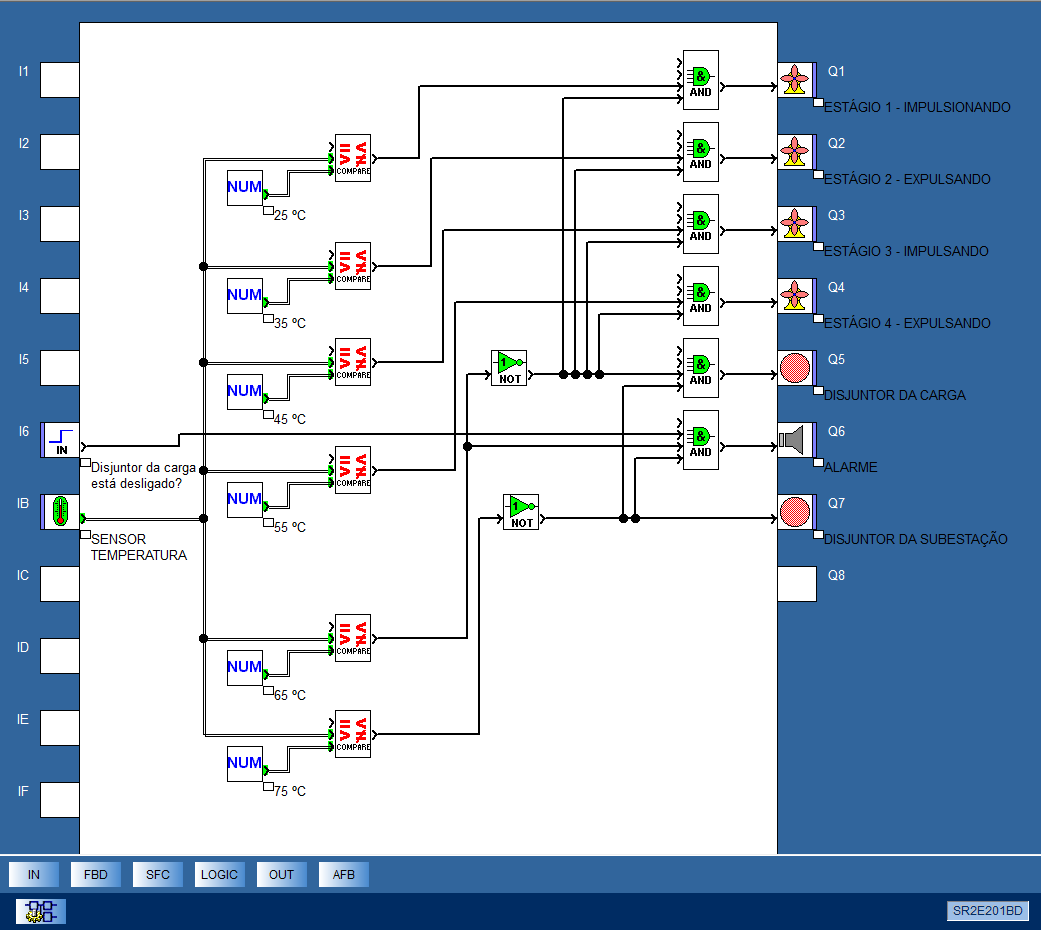 I1
Q1
&
AND
ESTÁGIO 1 - IMPULSIONANDO
I2
Q2
&
AND
COMPARE
ESTÁGIO 2 - EXPULSANDO
NUM
25 ºC
I3
Q3
&
AND
ESTÁGIO 3 - IMPULSANDO
COMPARE
I4
Q4
NUM
&
AND
35 ºC
ESTÁGIO 4 - EXPULSANDO
I5
Q5
1
NOT
&
AND
COMPARE
NUM
DISJUNTOR DA CARGA
45 ºC
I6
Q6
IN
&
AND
Disjuntor da carga
está desligado?
ALARME
COMPARE
IB
Q7
NUM
1
NOT
55 ºC
SENSOR
TEMPERATURA
DISJUNTOR DA SUBESTAÇÃO
IC
Q8
ID
COMPARE
NUM
65 ºC
IE
COMPARE
NUM
75 ºC
IF
IN
FBD
SFC
LOGIC
OUT
AFB
SR2E201BD